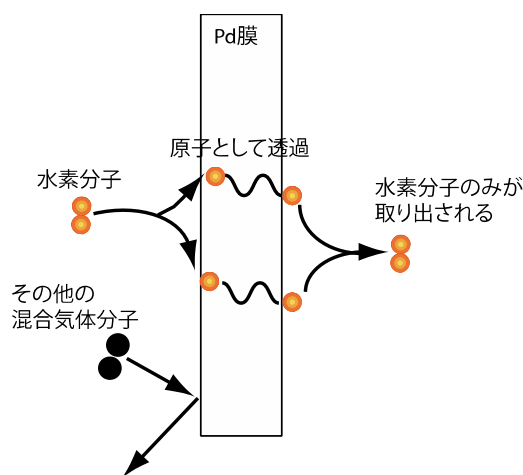 Pd膜
原子として透過
水素分子
水素分子のみが
取り出される
その他の
混合気体分子